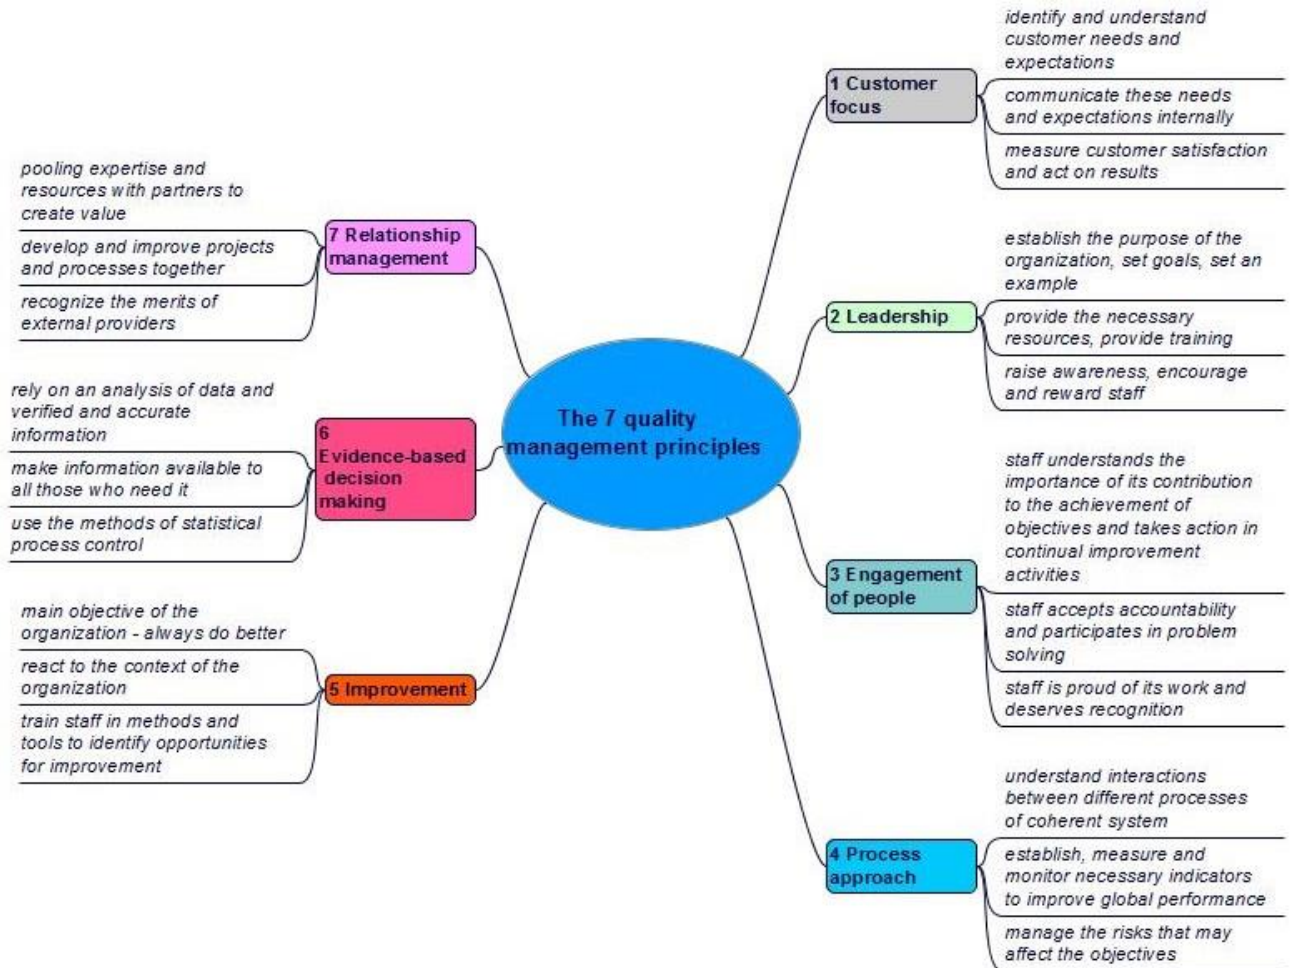 The 7 quality
management principles
1 Customer
focus
identify and understand
customer needs and
expectations
communicate these needs
and expectations internally
measure customer satisfaction
and act on results
2 Leadership
establish the purpose of the
organization, set goals, set an
example
provide the necessary
resources, provide training
raise awareness, encourage
and reward staff
3 Engagement
of people
staff understands the
importance of its contribution
to the achievement of
objectives and takes action in
continual improvement
activities
staff accepts accountability
and participates in problem
solving
staff is proud of its work and
deserves recognition
4 Process
approach
understand interactions
between different processes
of coherent system
establish, measure and
monitor necessary indicators
to improve global performance
manage the risks that may
affect the objectives
5 Improvement
main objective of the
organization - always do better
react to the context of the
organization
train staff in methods and
tools to identify opportunities
for improvement
6
Evidence-based
decision
making
rely on an analysis of data and
verified and accurate
information
make information available to
all those who need it
use the methods of statistical
process control
7 Relationship
management
pooling expertise and
resources with partners to
create value
develop and improve projects
and processes together
recognize the merits of
external providers